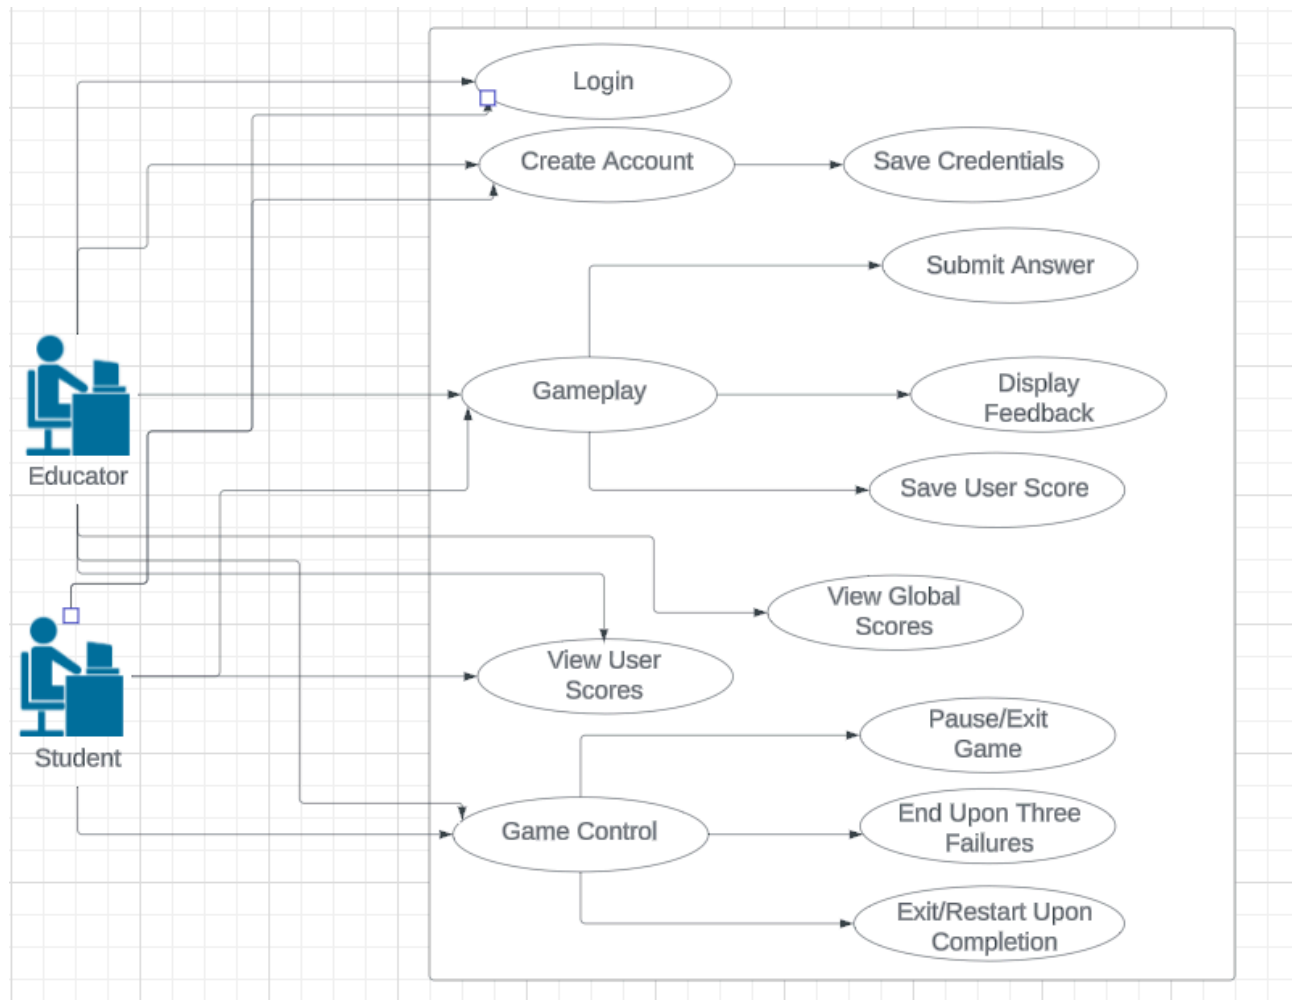 Login
Create Account
Save Credentials
Submit Answer
Gameplay
Display
Feedback
Educator
Save User Score
View Global
Scores
View User
Scores
Student
Pause/Exit
Game
Game Control
End Upon Three
Failures
Exit/Restart Upon
Completion